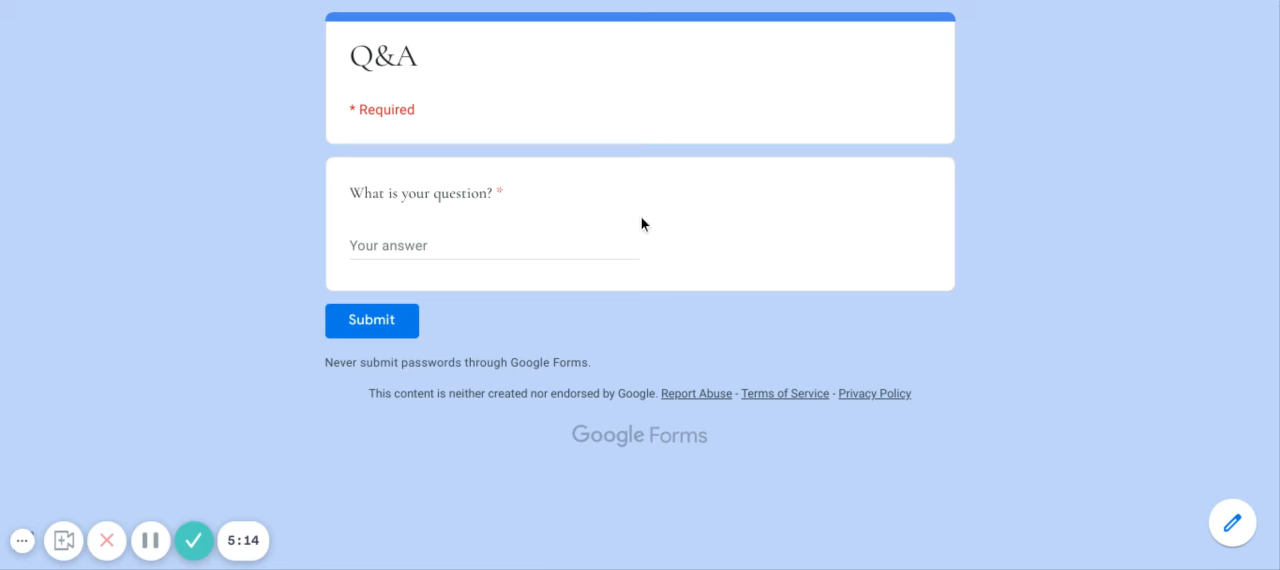 Q&A
* Required
What is your question? *
Your answer
Submit
Never submit passwords through Google Forms.
This content is neither created nor endorsed by Google. Report Abuse - Terms of Service - Privacy Policy
Google Forms
5:14